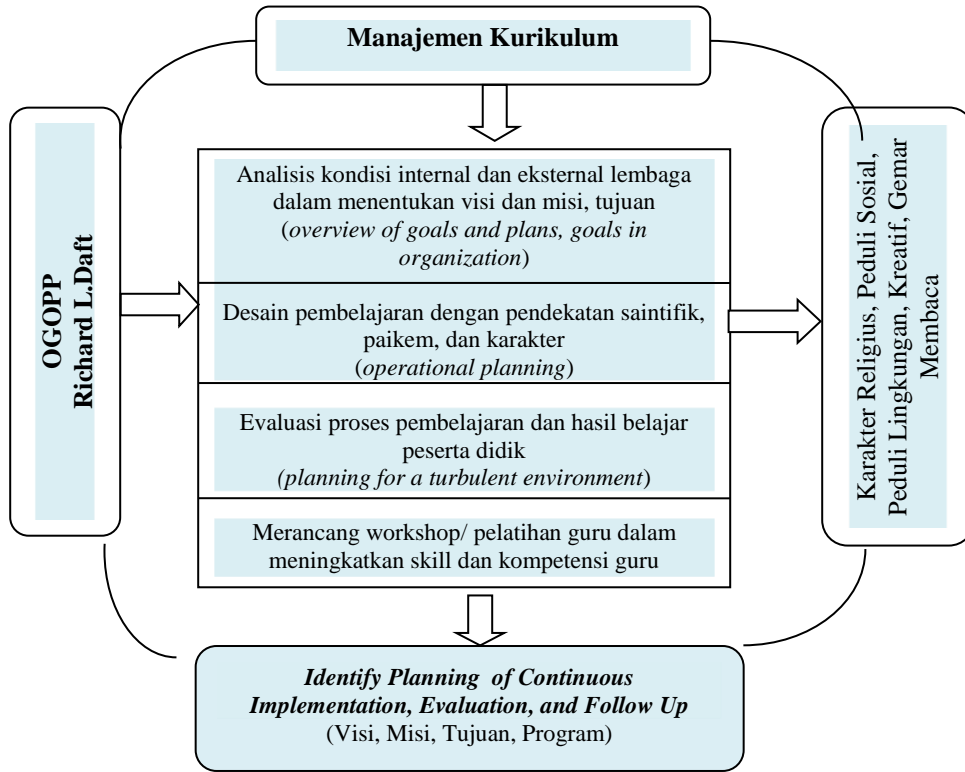 Manajemen Kurikulum
OGOPP
Richard L.Daft
Analisis kondisi internal dan eksternal lembaga
dalam menentukan visi dan misi, tujuan
(overview of goals and plans, goals in
organization)
Desain pembelajaran dengan pendekatan saintifik,
paikem, dan karakter
(operational planning)
Evaluasi proses pembelajaran dan hasil belajar
peserta didik
(planning for a turbulent environment)
Merancang workshop/ pelatihan guru dalam
meningkatkan skill dan kompetensi guru
Karakter Religius, Peduli Sosial,
Peduli Lingkungan, Kreatif, Gemar
Membaca
Identify Planning of Continuous
Implementation, Evaluation, and Follow Up
(Visi, Misi, Tujuan, Program)